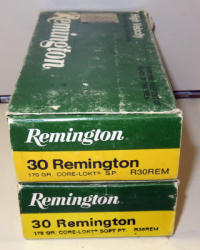 Remington
Remington
30 Remington
170 GR. CORE-LOKT S.P. R30REM
Remington
30 Remington
170 GR. CORE-LOKT SOFT PT. R30REM